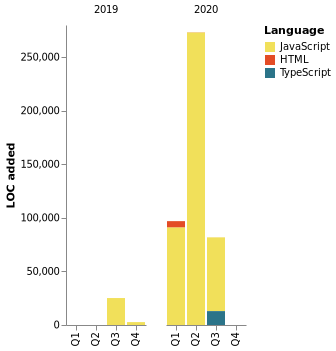 2019 2020
Language
JavaScript
HTML
TypeScript
LOC added
250,000
200,000
150,000
100,000
50,000
0
Q1 Q2 Q3 Q4 Q1 Q2 Q3 Q4